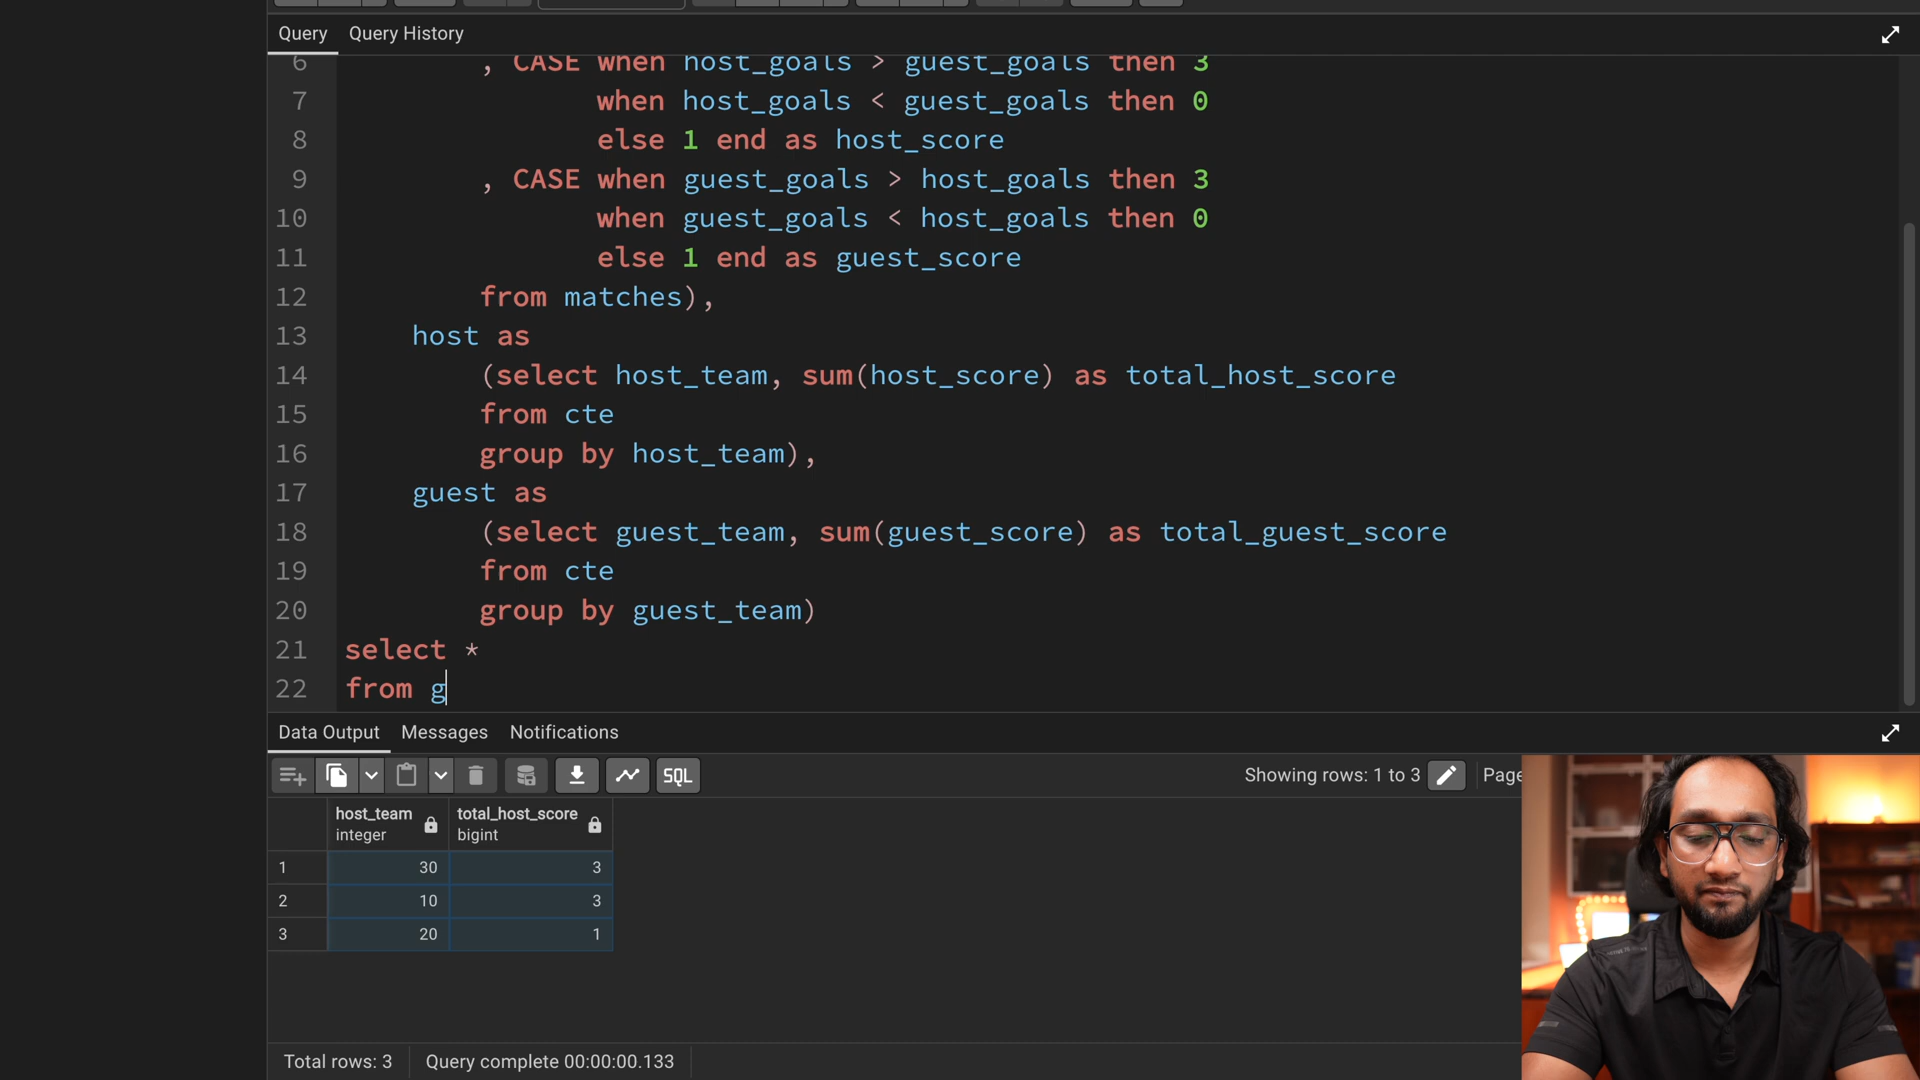 Query Query History
6 , CASE when host_goals > guest_goals then 3
7 when host_goals < guest_goals then 0
8 else 1 end as host_score
9 , CASE when guest_goals > host_goals then 3
10 when guest_goals < host_goals then 0
11 else 1 end as guest_score
12 from matches),
13 host as
14 (select host_team, sum(host_score) as total_host_score
15 from cte
16 group by host_team),
17 guest as
18 (select guest_team, sum(guest_score) as total_guest_score
19 from cte
20 group by guest_team)
21 select *
22 from g
Data Output Messages Notifications
SQL Showing rows: 1 to 3 Page
host_team total_host_score
integer bigint
1 30 3
2 10 3
3 20 1
Total rows: 3 Query complete 00:00:00.133